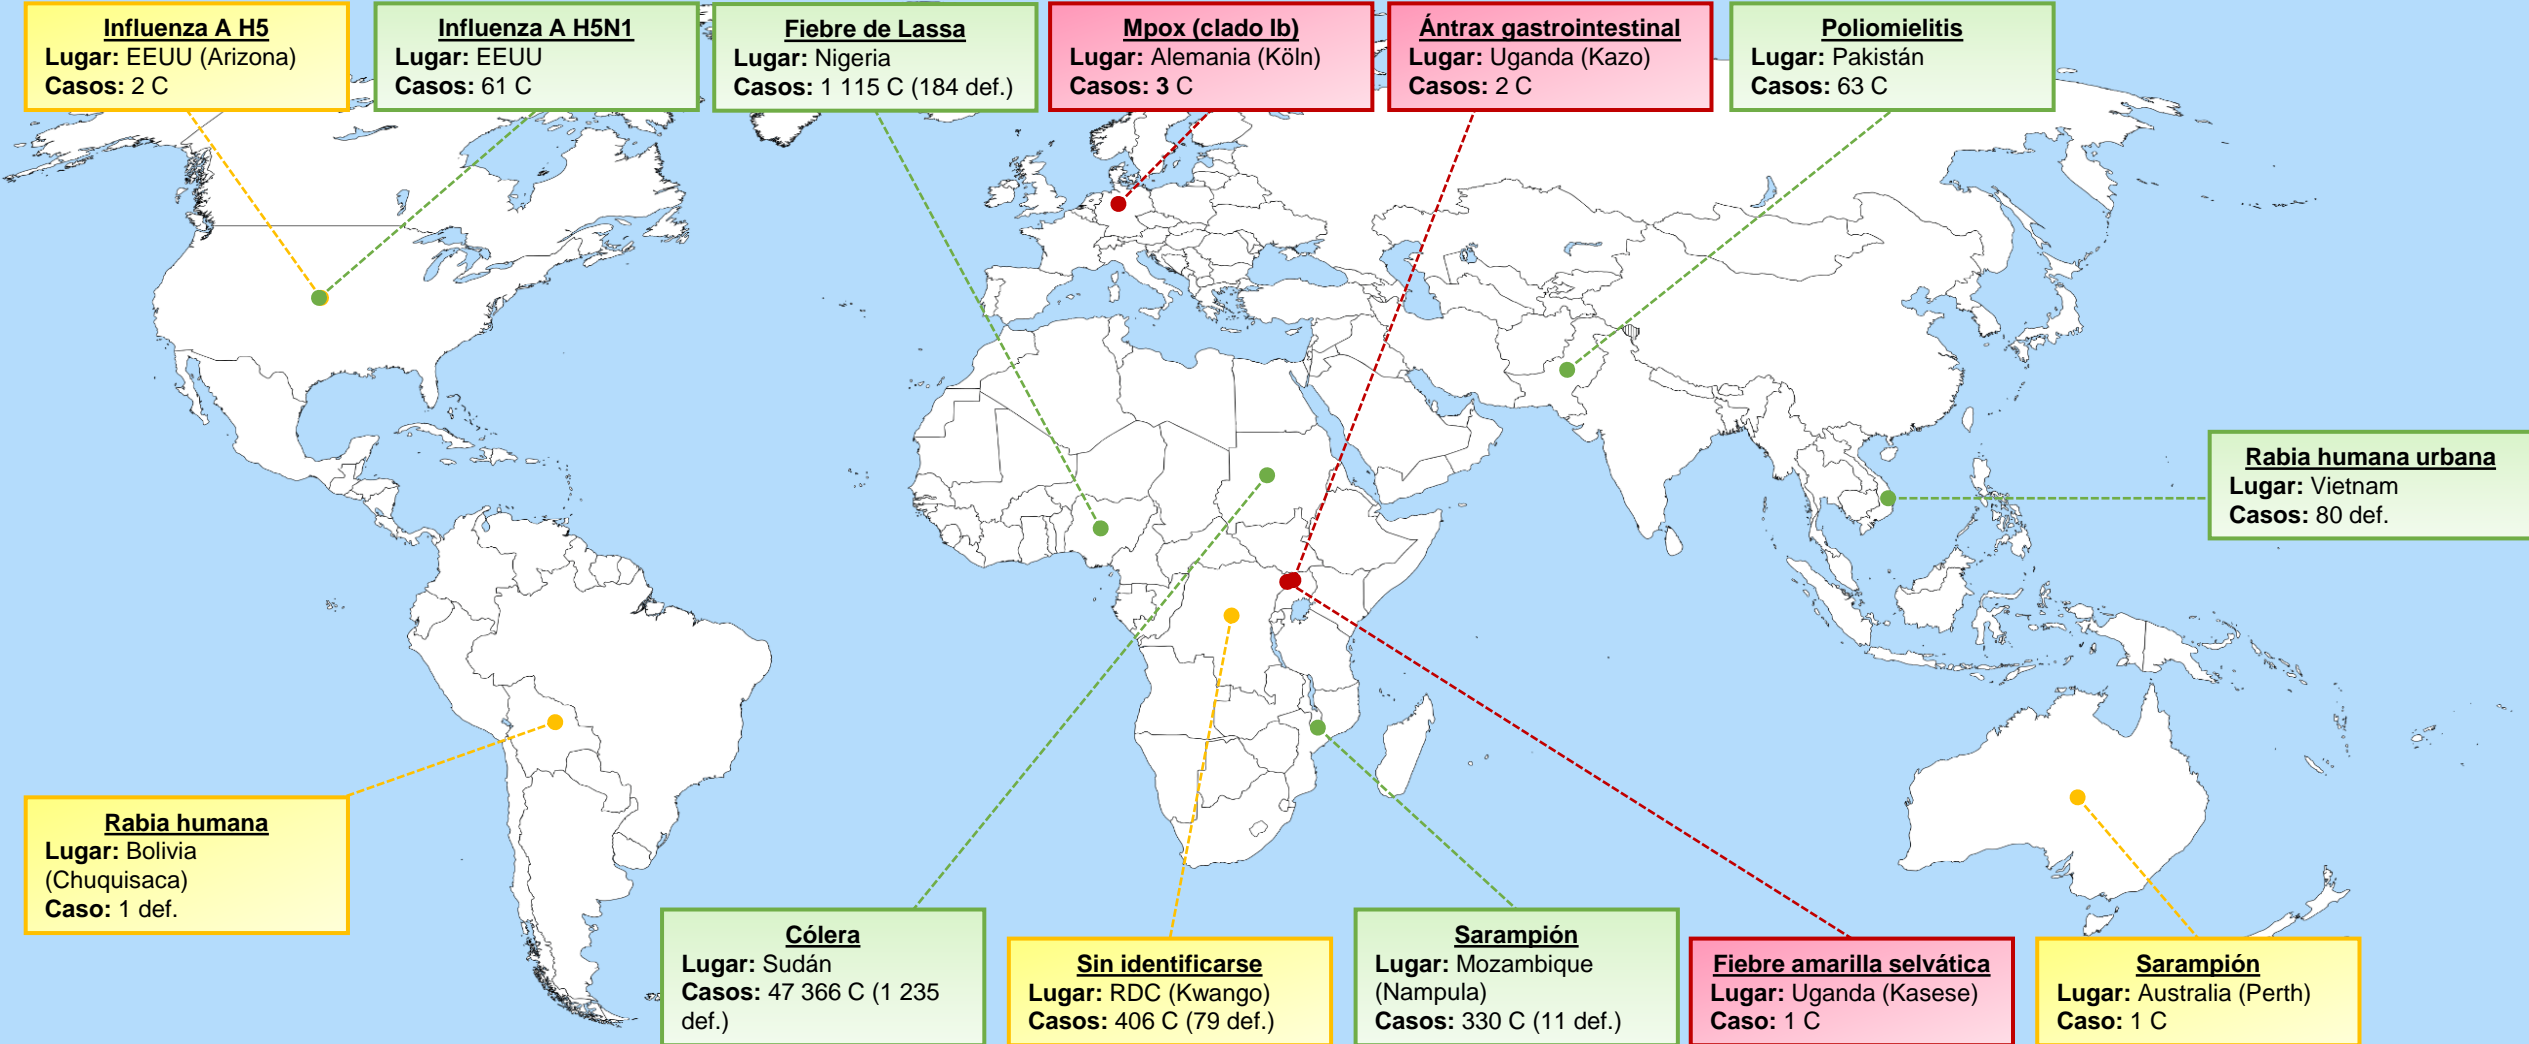 Influenza A H5
Lugar: EEUU (Arizona)
Casos: 2 C
Influenza A H5N1
Lugar: EEUU
Casos: 61 C
Fiebre de Lassa
Lugar: Nigeria
Casos: 1 115 C (184 def.)
Mpox (clado Ib)
Lugar: Alemania (Köln)
Casos: 3 C
Ántrax gastrointestinal
Lugar: Uganda (Kazo)
Casos: 2 C
Poliomielitis
Lugar: Pakistán
Casos: 63 C
Rabia humana urbana
Lugar: Vietnam
Casos: 80 def.
Rabia humana
Lugar: Bolivia
(Chuquisaca)
Caso: 1 def.
Cólera
Lugar: Sudán
Casos: 47 366 C (1 235
def.)
Sin identificarse
Lugar: RDC (Kwango)
Casos: 406 C (79 def.)
Sarampión
Lugar: Mozambique
(Nampula)
Casos: 330 C (11 def.)
Fiebre amarilla selvática
Lugar: Uganda (Kasese)
Caso: 1 C
Sarampión
Lugar: Australia (Perth)
Caso: 1 C